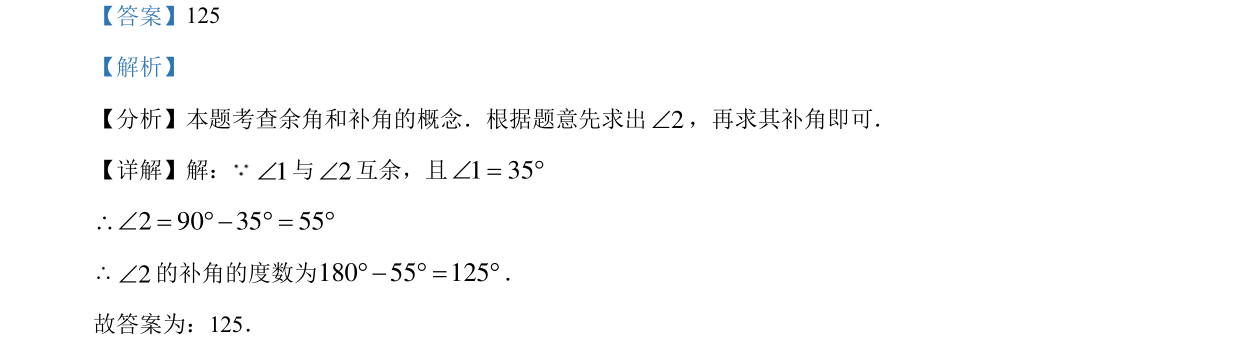 【答案】125
【解析】
【分析】本题考查余角和补角的概念．根据题意先求出∠2，再求其补角即可．
【详解】解：∵∠1与∠2互余，且∠1=35°
∴∠2=90°−35°=55°
∴∠2的补角的度数为180°−55°=125°．
故答案为：125．